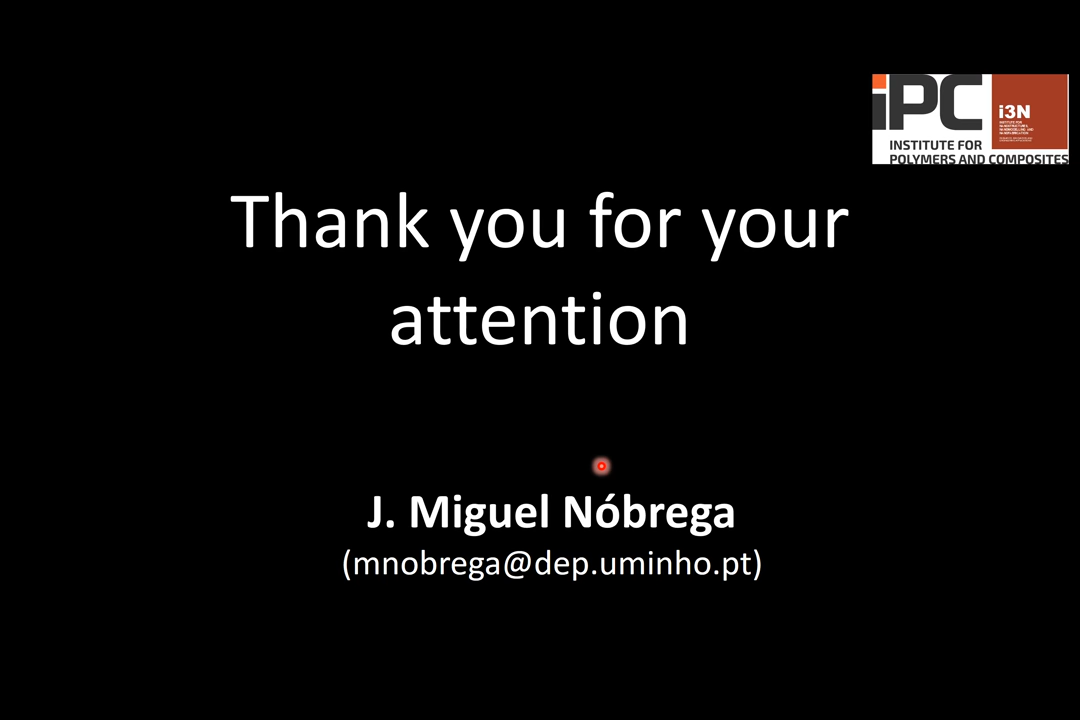 iPC
i3N
INSTITUTE FOR
POLYMERS AND COMPOSITES
Thank you for your
attention
J. Miguel Nóbrega
(mnobrega@dep.uminho.pt)